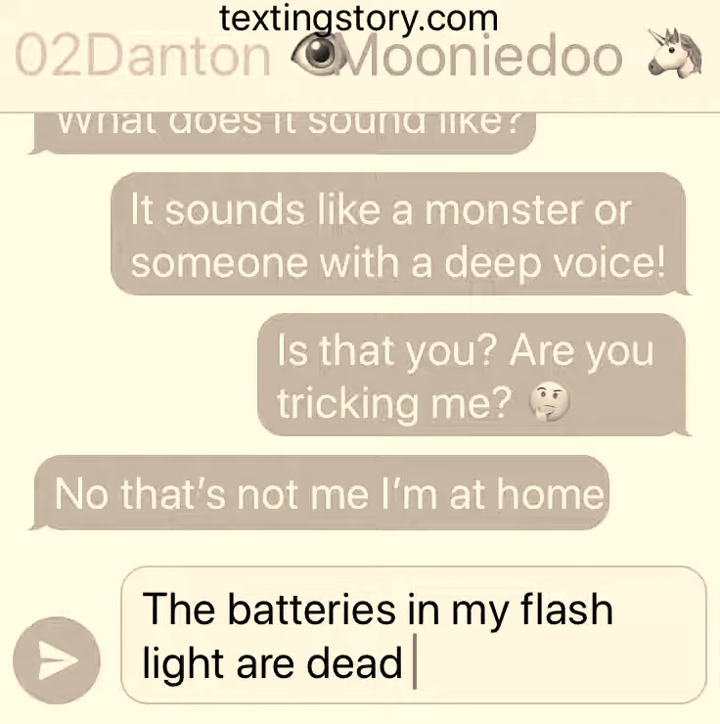 textingstory.com
02Danton 👁Mooniedoo 🦄
What does it sound like?
It sounds like a monster or
someone with a deep voice!
Is that you? Are you
tricking me? 🤔
No that's not me I'm at home
The batteries in my flash
light are dead